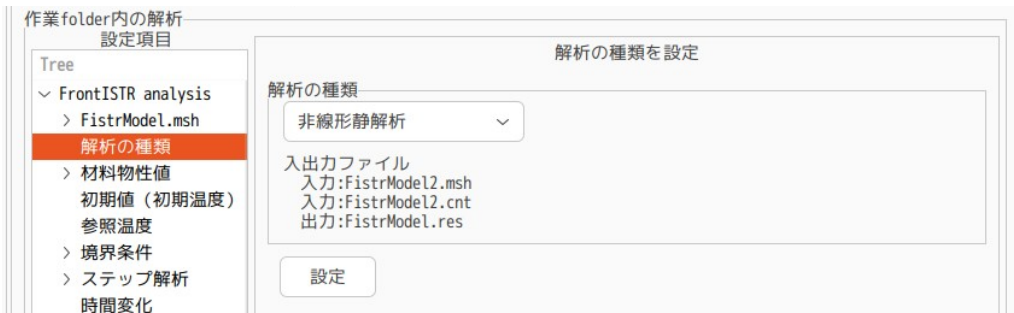 作業folder内の解析
設定項目
Tree
FrontISTR analysis
FistrModel.msh
解析の種類
材料物性値
初期値（初期温度）
参照温度
境界条件
ステップ解析
時間変化
解析の種類を設定
解析の種類
非線形静解析
入出力ファイル
入力:FistrModel2.msh
入力:FistrModel2.cnt
出力:FistrModel.res
設定